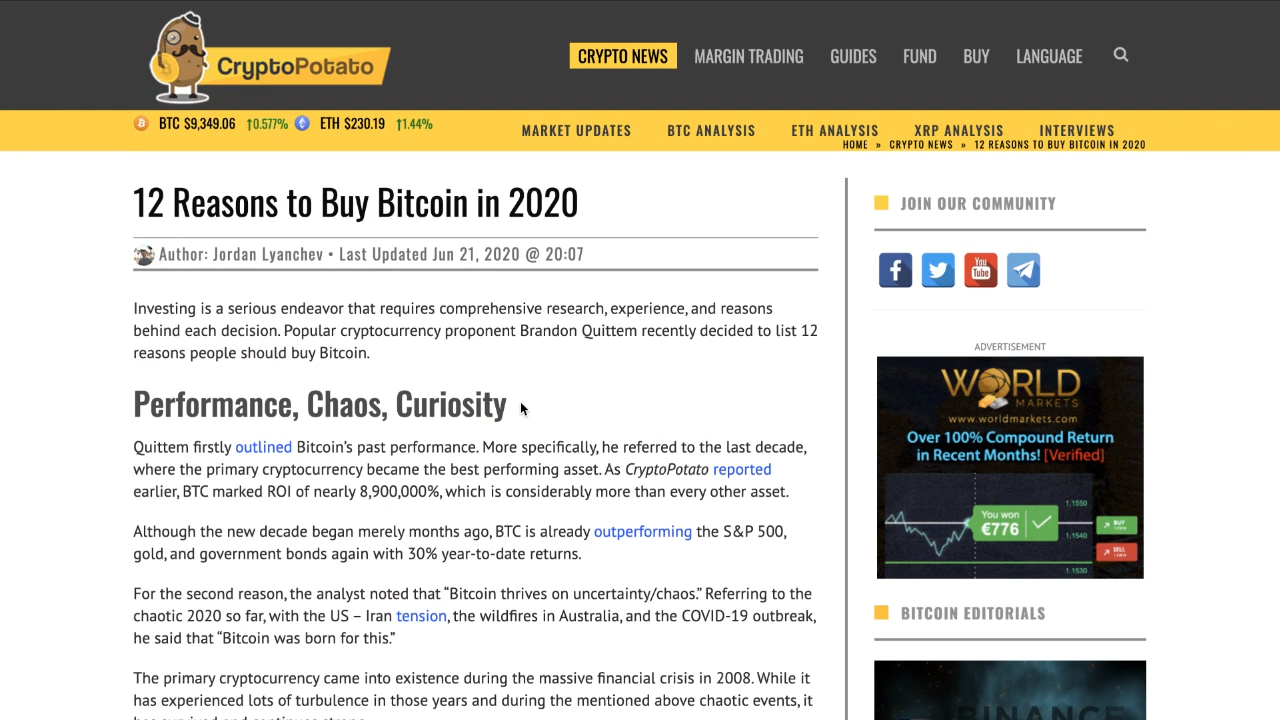 CryptoPotato
CRYPTO NEWS
MARGIN TRADING
GUIDES
FUND
BUY
LANGUAGE
BTC $9,349.06 ↑0.577% ETH $230.19 ↑1.44%
MARKET UPDATES
BTC ANALYSIS
ETH ANALYSIS
XRP ANALYSIS
INTERVIEWS
HOME » CRYPTO NEWS » 12 REASONS TO BUY BITCOIN IN 2020
12 Reasons to Buy Bitcoin in 2020
Author: Jordan Lyanchev • Last Updated Jun 21, 2020 @ 20:07
Investing is a serious endeavor that requires comprehensive research, experience, and reasons
behind each decision. Popular cryptocurrency proponent Brandon Quittem recently decided to list 12
reasons people should buy Bitcoin.
Performance, Chaos, Curiosity
Quittem firstly outlined Bitcoin's past performance. More specifically, he referred to the last decade,
where the primary cryptocurrency became the best performing asset. As CryptoPotato reported
earlier, BTC marked ROI of nearly 8,900,000%, which is considerably more than every other asset.
Although the new decade began merely months ago, BTC is already outperforming the S&P 500,
gold, and government bonds again with 30% year-to-date returns.
For the second reason, the analyst noted that “Bitcoin thrives on uncertainty/chaos.” Referring to the
chaotic 2020 so far, with the US – Iran tension, the wildfires in Australia, and the COVID-19 outbreak,
he said that “Bitcoin was born for this.”
The primary cryptocurrency came into existence during the massive financial crisis in 2008. While it
has experienced lots of turbulence in those years and during the mentioned above chaotic events, it
JOIN OUR COMMUNITY
You
Tube
ADVERTISEMENT
WORLD
MARKETS
www.worldmarkets.com
Over 100% Compound Return
in Recent Months! [Verified]
You won
€776
1.1550
1.1540
1.1530
BUY
SELL
BITCOIN EDITORIALS
BINANCE